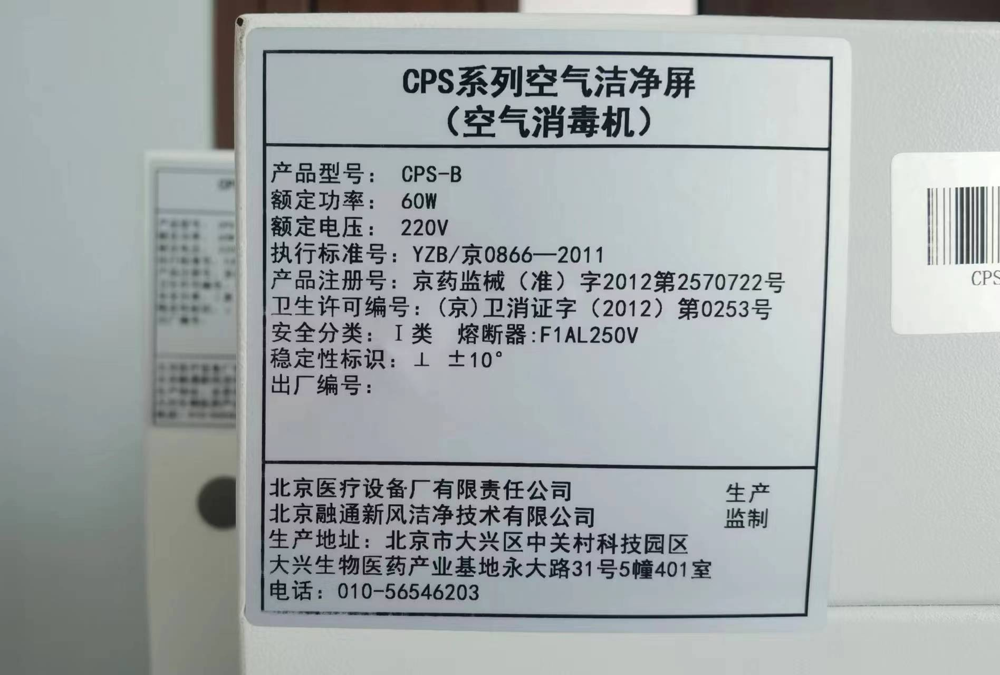 CPS系列空气洁净屏
（空气消毒机）
产品型号： CPS-B
额定功率： 60W
额定电压： 220V
执行标准号：YZB/京0866—2011
产品注册号：京药监械（准）字2012第2570722号
卫生许可编号：(京)卫消证字（2012）第0253号
安全分类：Ⅰ类 熔断器:F1AL250V
稳定性标识：⊥ ±10°
出厂编号：
北京医疗设备厂有限责任公司 生产
北京融通新风洁净技术有限公司 监制
生产地址：北京市大兴区中关村科技园区
大兴生物医药产业基地永大路31号5幢401室
电话：010-56546203
CPS